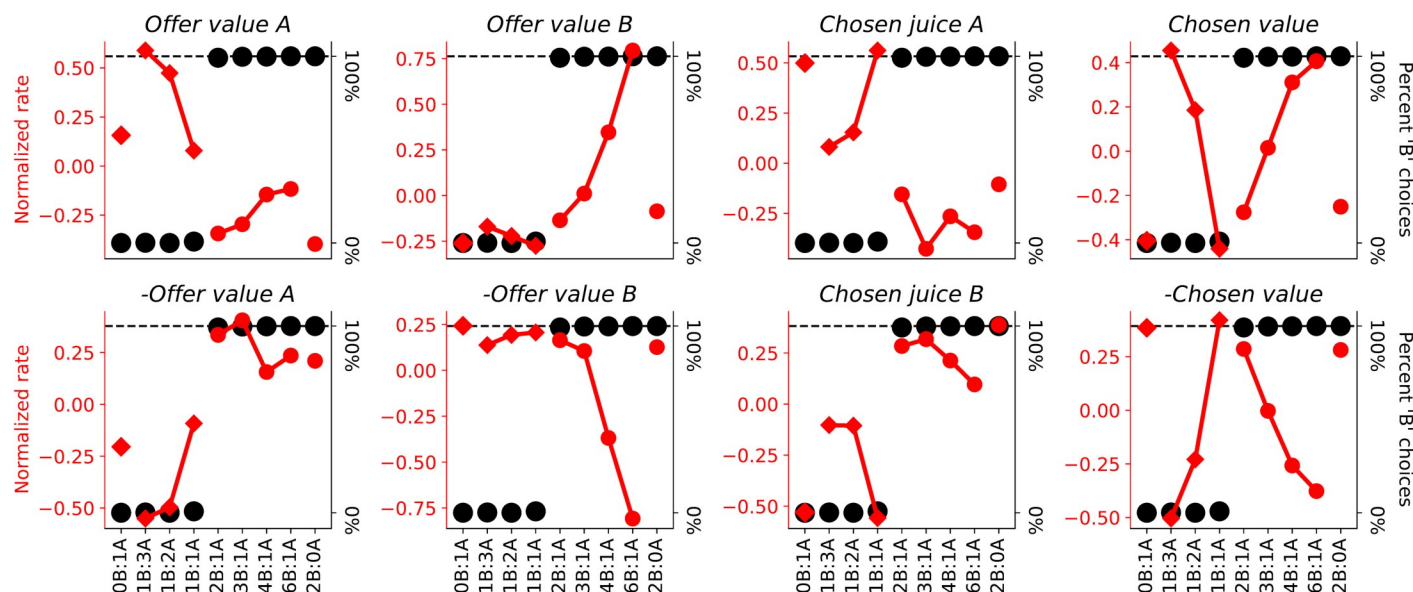 Offer value A
Offer value B
Chosen juice A
Chosen value
Normalized rate
0.50
0.25
0.00
−0.25
100%
0%
0.75
0.50
0.25
0.00
−0.25
100%
0%
0.50
0.25
0.00
−0.25
100%
0%
0.4
0.2
0.0
−0.2
−0.4
100%
0%
Percent 'B' choices
-Offer value A
-Offer value B
Chosen juice B
-Chosen value
Normalized rate
0.25
0.00
−0.25
−0.50
100%
0%
0.25
0.00
−0.25
−0.50
−0.75
100%
0%
0.25
0.00
−0.25
−0.50
100%
0%
0.25
0.00
−0.25
−0.50
100%
0%
Percent 'B' choices
0B:1A
1B:3A
1B:2A
1B:1A
2B:1A
3B:1A
4B:1A
6B:1A
2B:0A
0B:1A
1B:3A
1B:2A
1B:1A
2B:1A
3B:1A
4B:1A
6B:1A
2B:0A
0B:1A
1B:3A
1B:2A
1B:1A
2B:1A
3B:1A
4B:1A
6B:1A
2B:0A
0B:1A
1B:3A
1B:2A
1B:1A
2B:1A
3B:1A
4B:1A
6B:1A
2B:0A